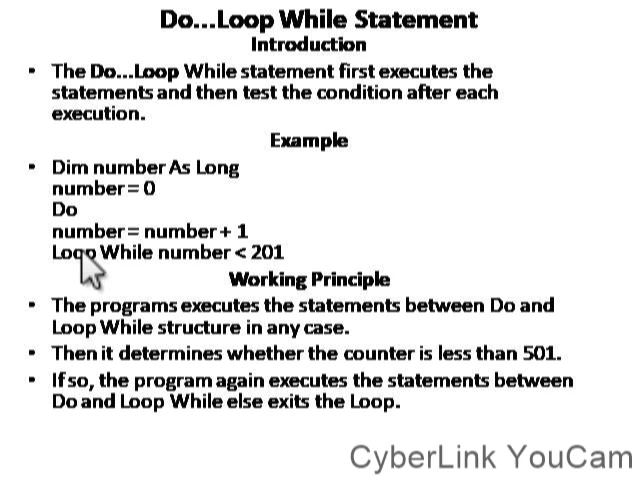 Do...Loop While Statement
Introduction
• The Do...Loop While statement first executes the
statements and then test the condition after each
execution.
Example
• Dim number As Long
number = 0
Do
number = number + 1
Loop While number < 201
Working Principle
• The programs executes the statements between Do and
Loop While structure in any case.
• Then it determines whether the counter is less than 501.
• If so, the program again executes the statements between
Do and Loop While else exits the Loop.
CyberLink YouCam